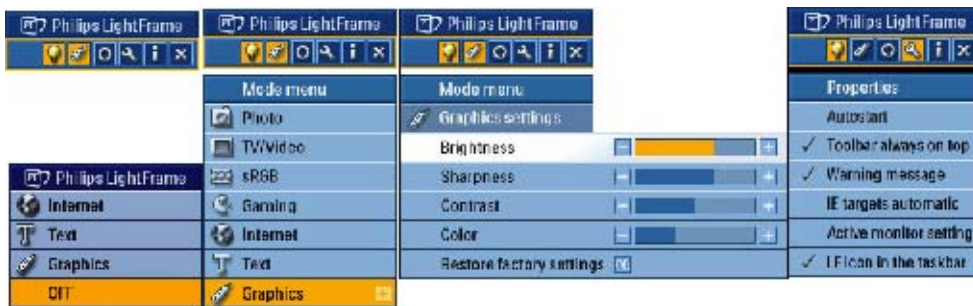 Philips LightFrame
Internet
Text
Graphics
Off
Philips LightFrame
Mode menu
Photo
TV/Video
sRGB
Gaming
Internet
Text
Graphics
Philips LightFrame
Mode menu
Graphics settings
Brightness
Sharpness
Contrast
Color
Restore factory settings
Philips LightFrame
Properties
Autostart
Toolbar always on top
Warning message
IE targets automatic
Active monitor setting
LF icon in the taskbar
Philips LightFrame